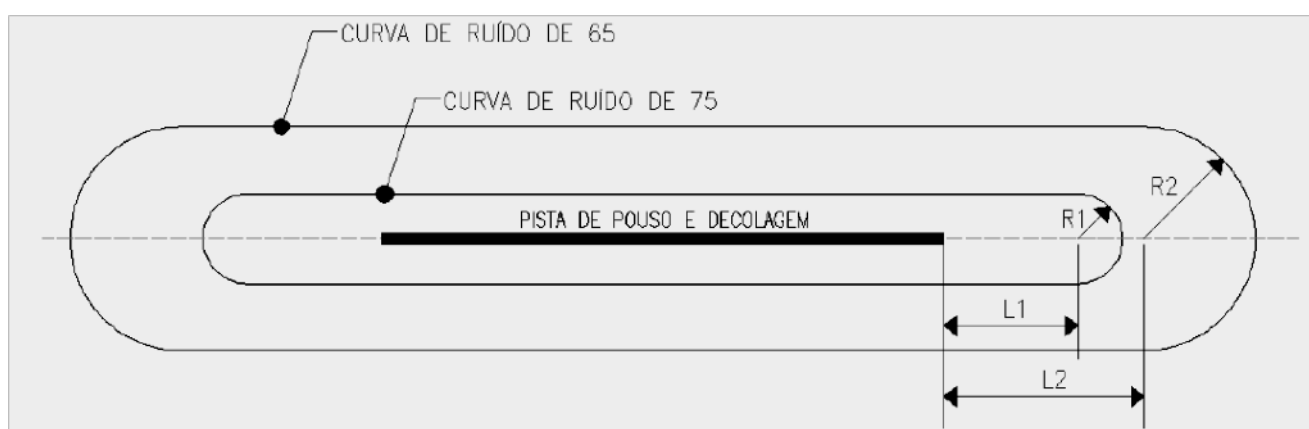 CURVA DE RUÍDO DE 65
CURVA DE RUÍDO DE 75
PISTA DE POUSO E DECOLAGEM
R1
R2
L1
L2